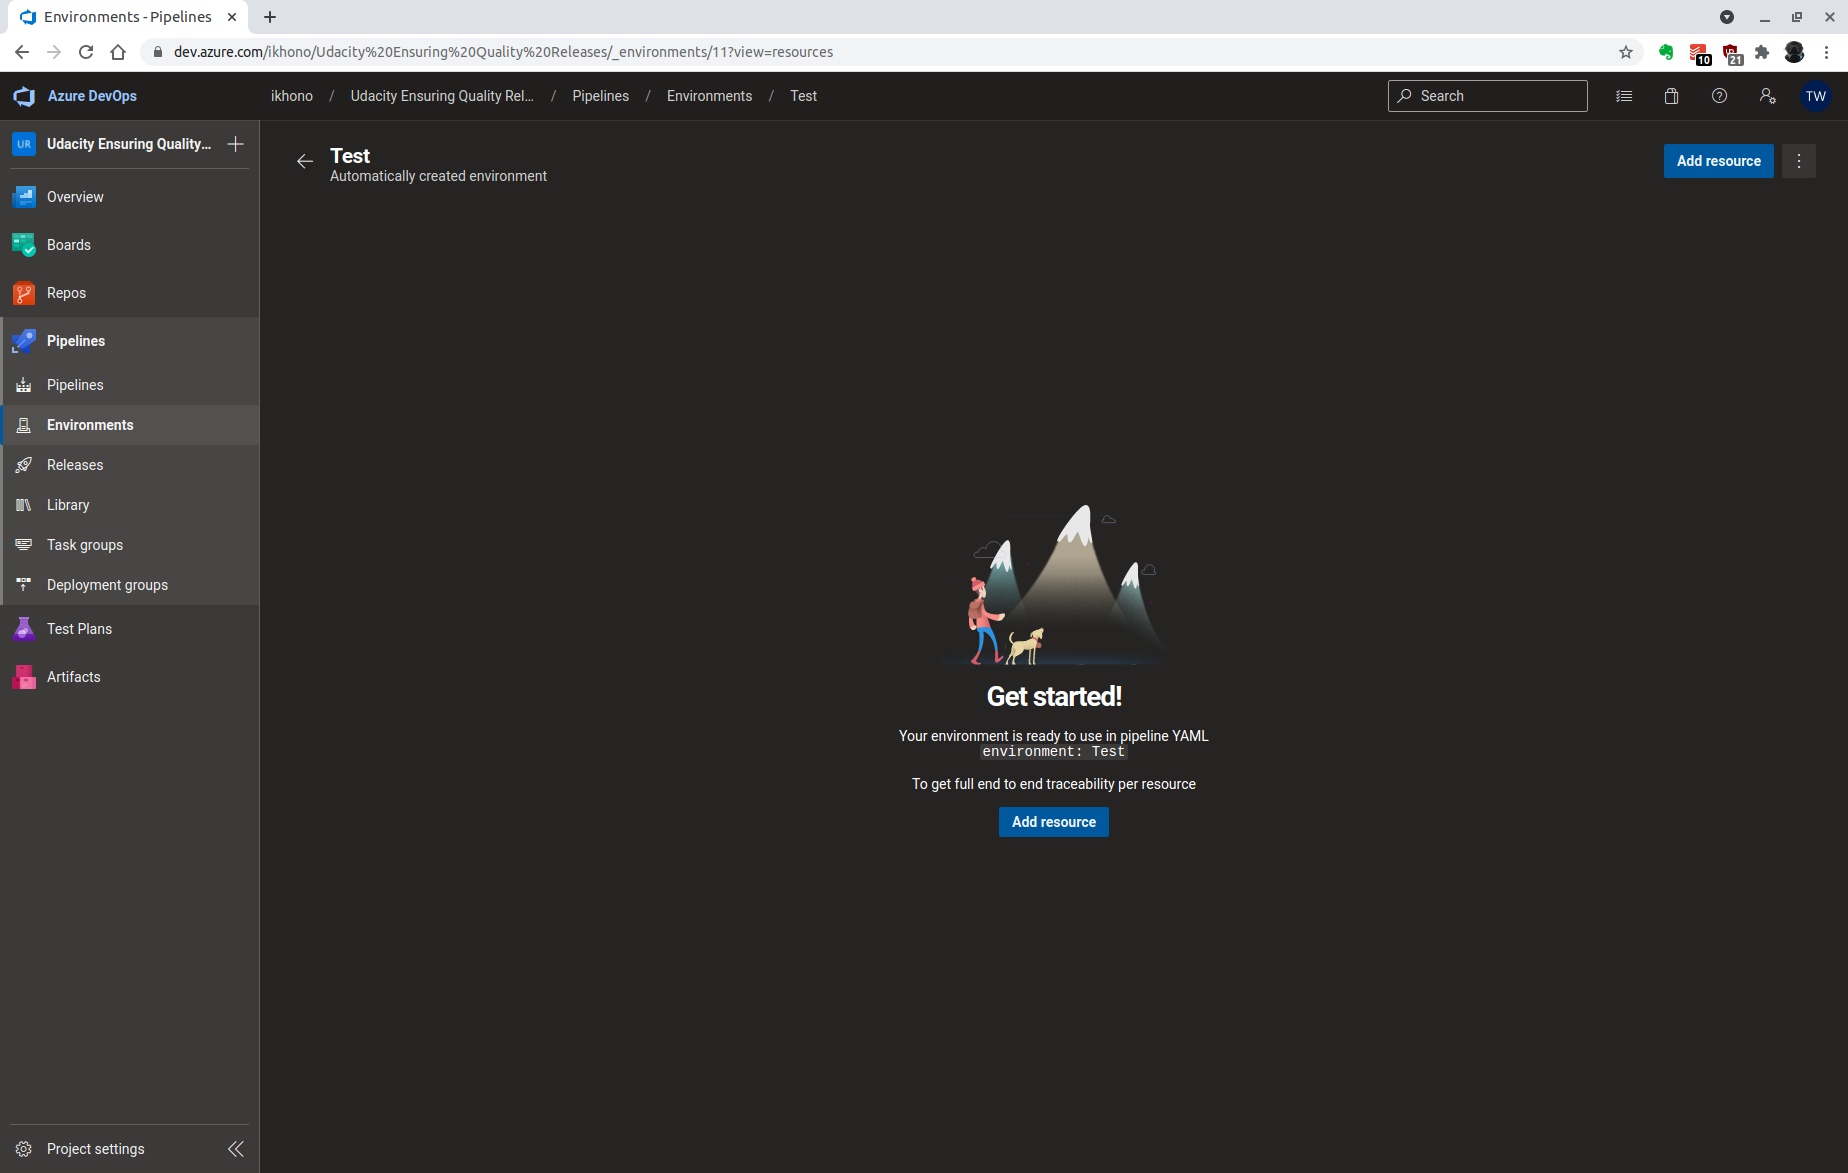 Environments - Pipelines
dev.azure.com/ikhono/Udacity%20Ensuring%20Quality%20Releases/_environments/11?view=resources
10
21
Azure DevOps
ikhono / Udacity Ensuring Quality Rel... / Pipelines / Environments / Test
Search
TW
UR
Udacity Ensuring Quality...
Test
Automatically created environment
Add resource
Overview
Boards
Repos
Pipelines
Pipelines
Environments
Releases
Library
Task groups
Deployment groups
Test Plans
Artifacts
Get started!
Your environment is ready to use in pipeline YAML
environment: Test
To get full end to end traceability per resource
Add resource
Project settings